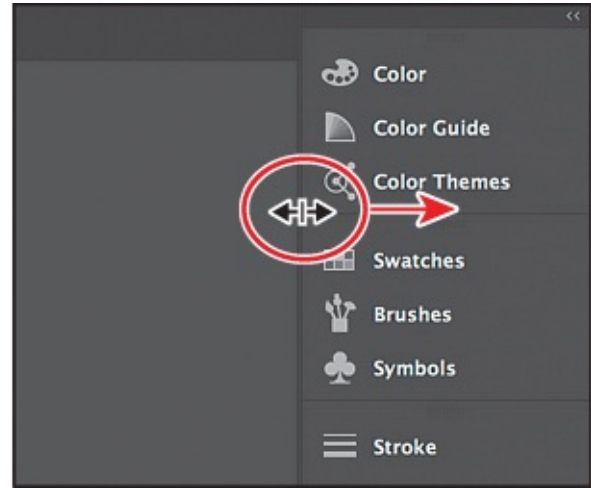 Color
Color Guide
Color Themes
Swatches
Brushes
Symbols
Stroke